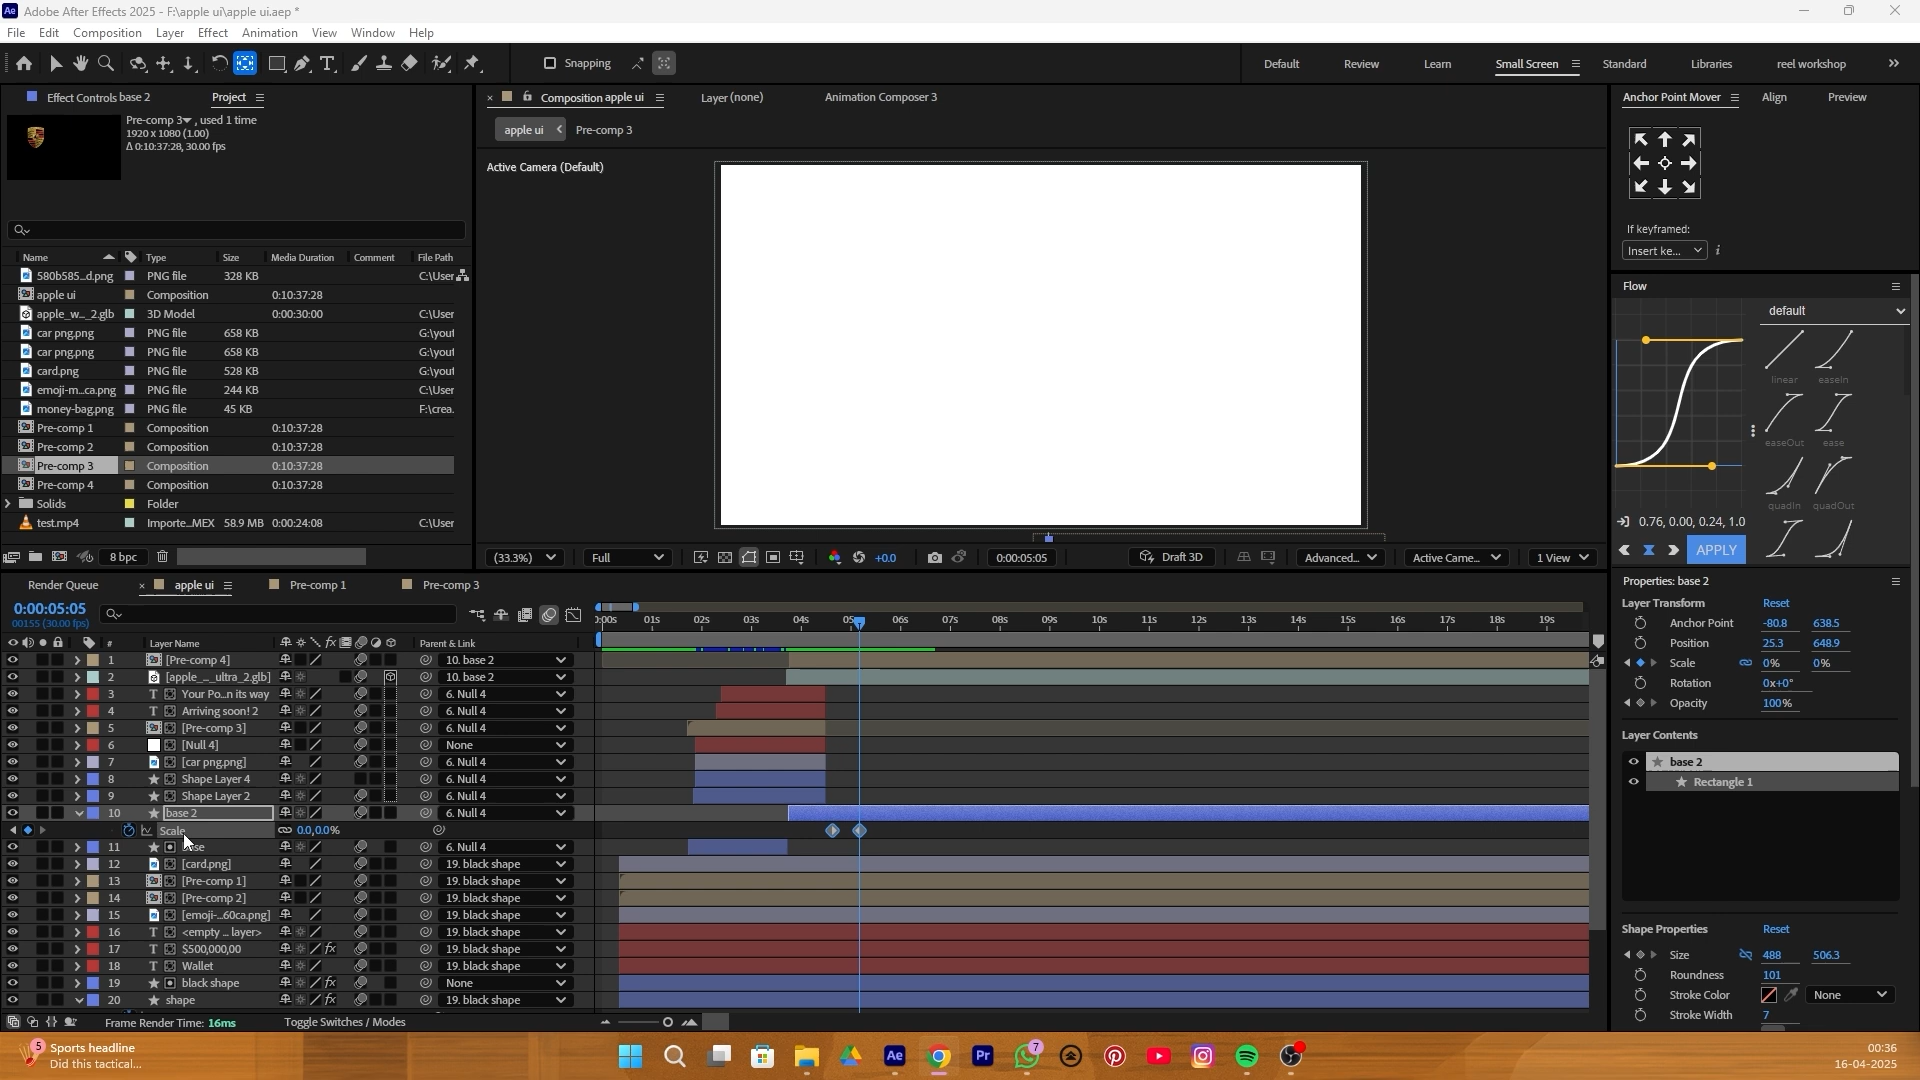 Adobe After Effects 2025 - F:\apple ui\apple ui.aep *
File Edit Composition Layer Effect Animation View Window Help
Snapping
Default Review Learn Small Screen Standard Libraries reel workshop
Effect Controls base 2 Project
Pre-comp 3, used 1 time
1920 x 1080 (1.00)
Δ 0:10:37:28, 30.00 fps
Name Type Size Media Duration Comment File Path
580b585...d.png PNG file 328 KB C:\User
apple ui Composition 0:10:37:28
apple_w..._2.glb 3D Model 0:00:30:00 C:\User
car png.png PNG file 658 KB G:\yout
car png.png PNG file 658 KB G:\yout
card.png PNG file 528 KB G:\yout
emoji-m...ca.png PNG file 244 KB C:\User
money-bag.png PNG file 45 KB F:\crea.
Pre-comp 1 Composition 0:10:37:28
Pre-comp 2 Composition 0:10:37:28
Pre-comp 3 Composition 0:10:37:28
Pre-comp 4 Composition 0:10:37:28
Solids Folder
test.mp4 Importe...MEX 58.9 MB 0:00:24:08 C:\User
8 bpc
Composition apple ui Layer (none) Animation Composer 3
apple ui Pre-comp 3
Active Camera (Default)
(33.3%) Full +0.0 0:00:05:05 Draft 3D Advanced... Active Came... 1 View
Anchor Point Mover Align Preview
If keyframed:
Insert ke... i
Flow
default
linear easeIn
easeOut ease
quadIn quadOut
0.76, 0.00, 0.24, 1.0
APPLY
Properties: base 2
Layer Transform Reset
Anchor Point -80.8 638.5
Position 25.3 648.9
Scale 0% 0%
Rotation 0x+0°
Opacity 100%
Layer Contents
base 2
Rectangle 1
Shape Properties Reset
Size 488 506.3
Roundness 101
Stroke Color None
Stroke Width 7
Render Queue apple ui Pre-comp 1 Pre-comp 3
0:00:05:05
00155 (30.00 fps)
):00s 01s 02s 03s 04s 05s 06s 07s 08s 09s 10s 11s 12s 13s 14s 15s 16s 17s 18s 19s
# Layer Name fx Parent & Link
1 [Pre-comp 4] 10. base 2
2 [apple_..._ultra_2.glb] 10. base 2
3 T Your Po...n its way 6. Null 4
4 T Arriving soon! 2 6. Null 4
5 [Pre-comp 3] 6. Null 4
6 [Null 4] None
7 [car png.png] 6. Null 4
8 Shape Layer 4 6. Null 4
9 Shape Layer 2 6. Null 4
10 base 2 6. Null 4
Scale 0.0,0.0%
11 6. Null 4
12 [card.png] 19. black shape
13 [Pre-comp 1] 19. black shape
14 [Pre-comp 2] 19. black shape
15 [emoji-...60ca.png] 19. black shape
16 T <empty ... layer> 19. black shape
17 T $500,000,00 fx 19. black shape
18 T Wallet 19. black shape
19 black shape fx None
20 shape fx 19. black shape
Frame Render Time: 16ms Toggle Switches / Modes
5
Sports headline
Did this tactical...
Ae
Pr
7
00:36
16-04-2025